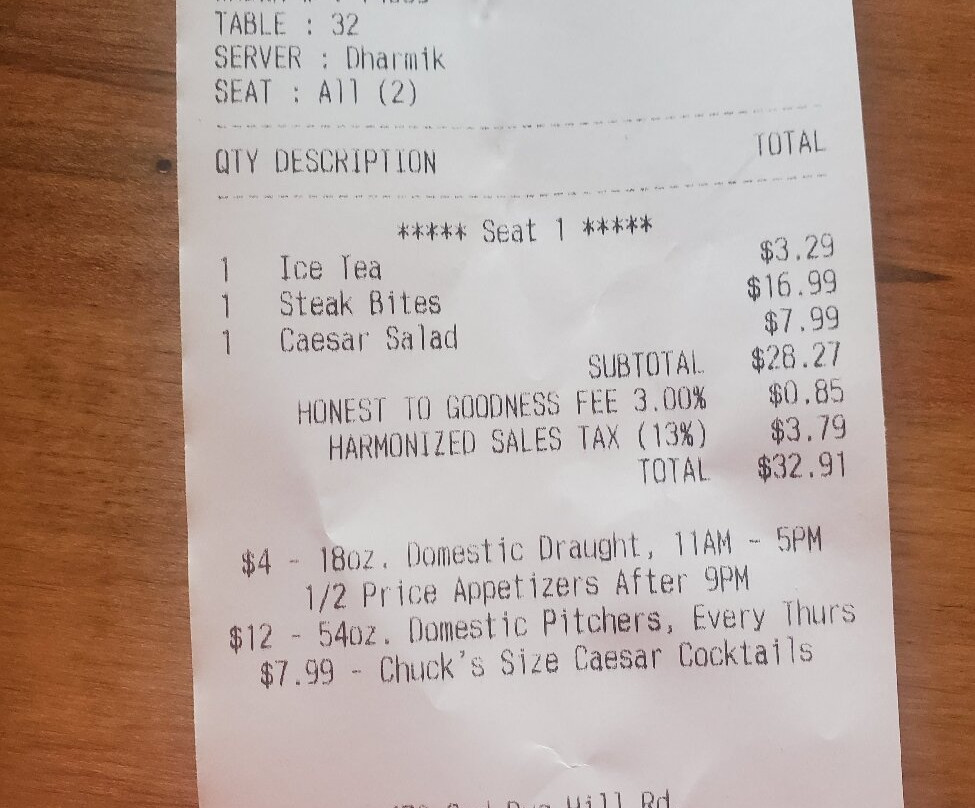 TABLE : 32
SERVER : Dharmik
SEAT : All (2)
QTY DESCRIPTION TOTAL
***** Seat 1 *****
1 Ice Tea $3.29
1 Steak Bites $16.99
1 Caesar Salad $7.99
SUBTOTAL $28.27
HONEST TO GOODNESS FEE 3.00% $0.85
HARMONIZED SALES TAX (13%) $3.79
TOTAL $32.91
$4 - 18oz. Domestic Draught, 11AM - 5PM
1/2 Price Appetizers After 9PM
$12 - 54oz. Domestic Pitchers, Every Thurs
$7.99 - Chuck's Size Caesar Cocktails
Hill Rd